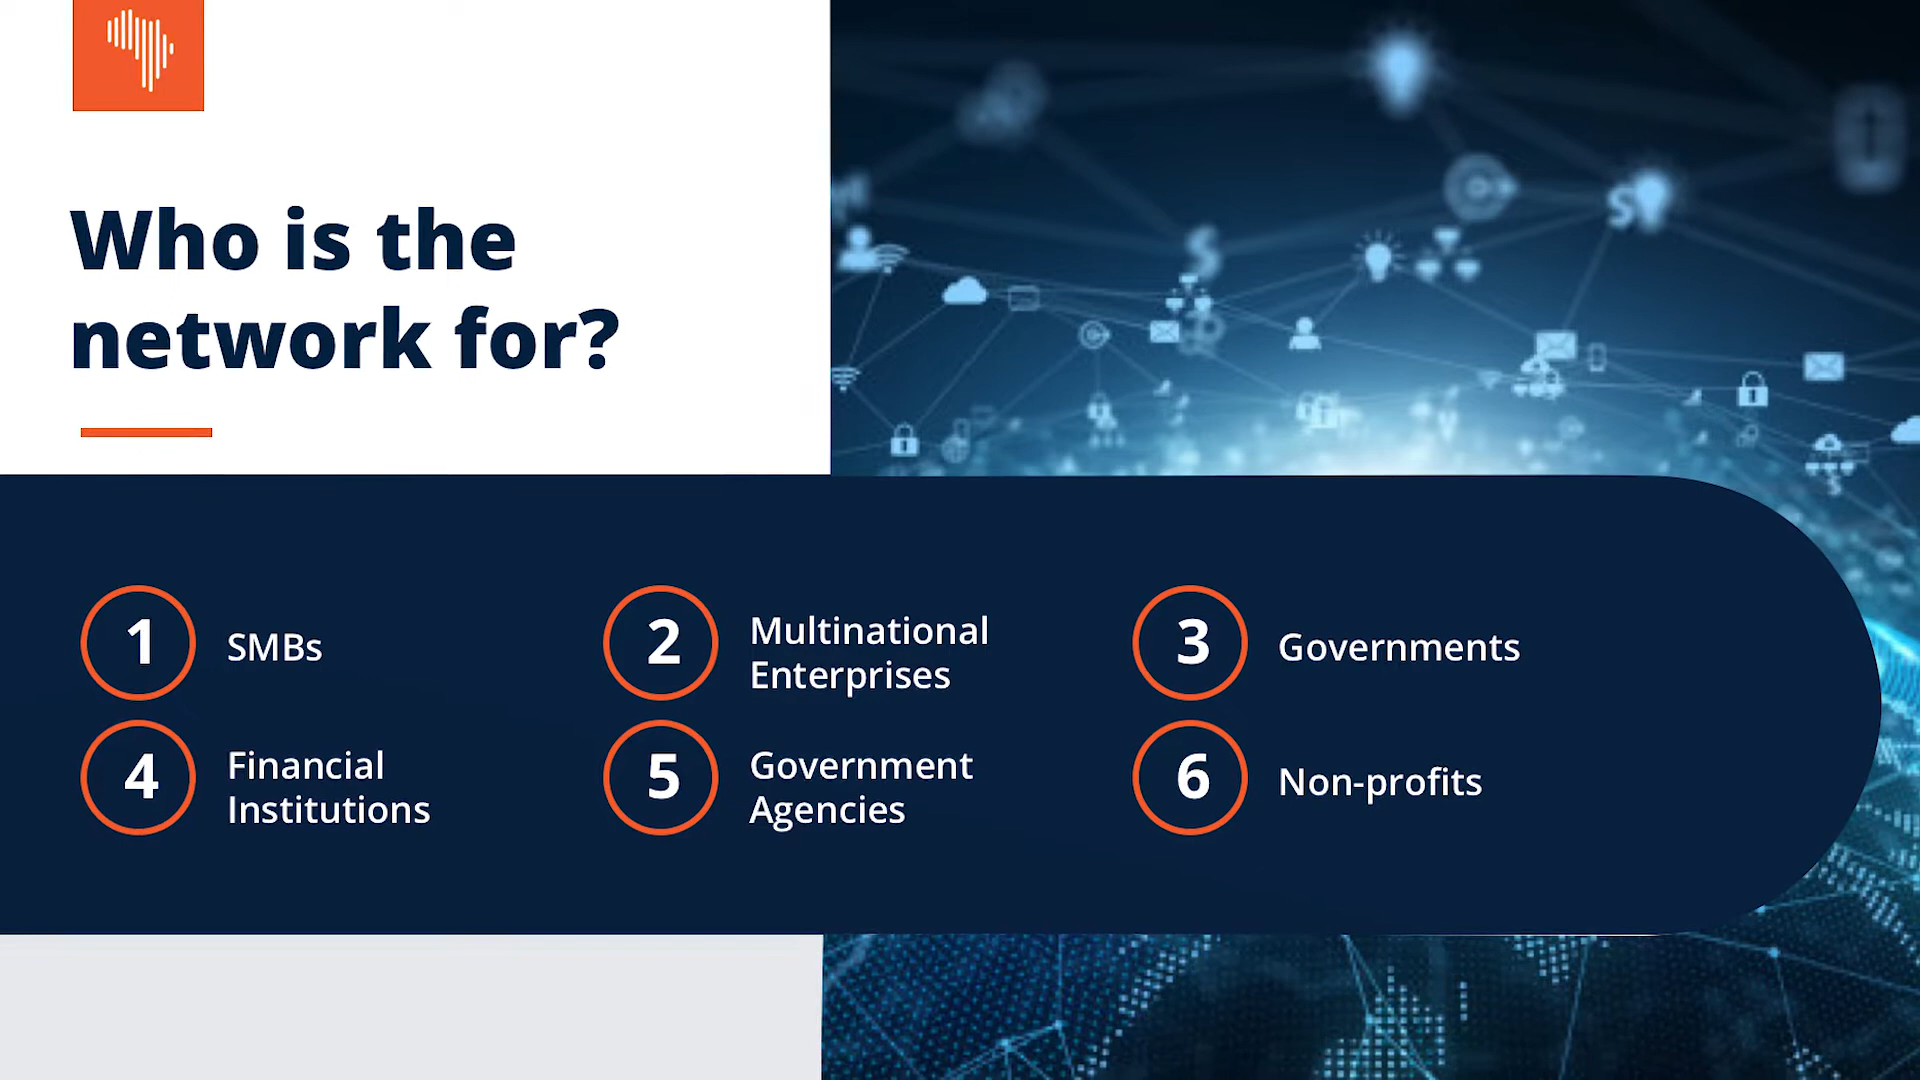 Who is the
network for?
1
SMBs
2
Multinational
Enterprises
3
Governments
4
Financial
Institutions
5
Government
Agencies
6
Non-profits